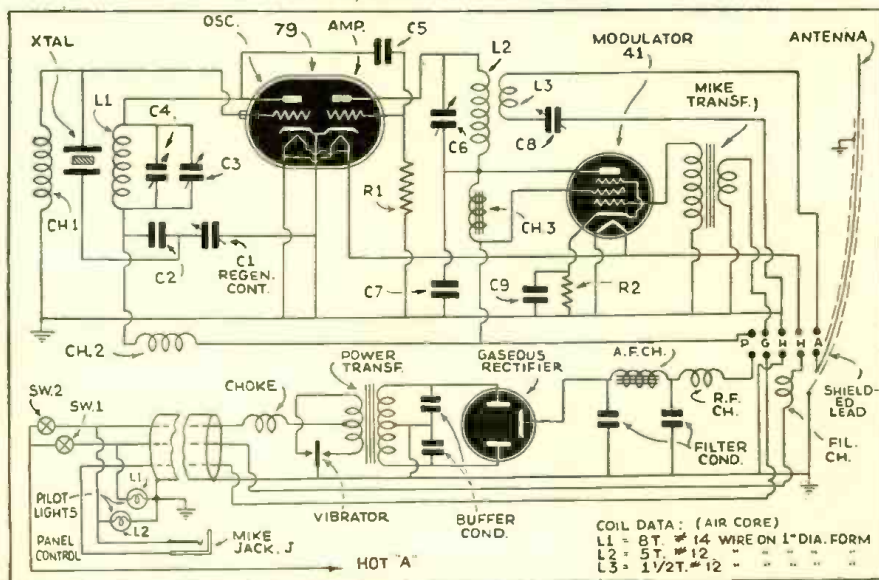 XTAL
OSC.
79
AMP.
C5
L2
MODULATOR
41
ANTENNA
L1
C4
C3
C6
L3
C8
MIKE
TRANSF.)
CH.1
R1
CH.3
C2
C1
REGEN.
CONT.
C7
C9
R2
CH.2
P G H H A
POWER
TRANSF.
GASEOUS
RECTIFIER
A.F.CH.
CHOKE
R.F.
CH.
SHIELD-
ED LEAD
SW.2
SW.1
FIL.
CH.
FILTER
COND.
L1
PILOT
LIGHTS
L2
VIBRATOR
BUFFER
COND.
PANEL
CONTROL
MIKE
JACK, J
HOT "A"
COIL DATA: (AIR CORE)
L1 = 8T. #14 WIRE ON 1" DIA. FORM
L2 = 5T. #12 " " " "
L3 = 1 1/2T. #12 " " " "